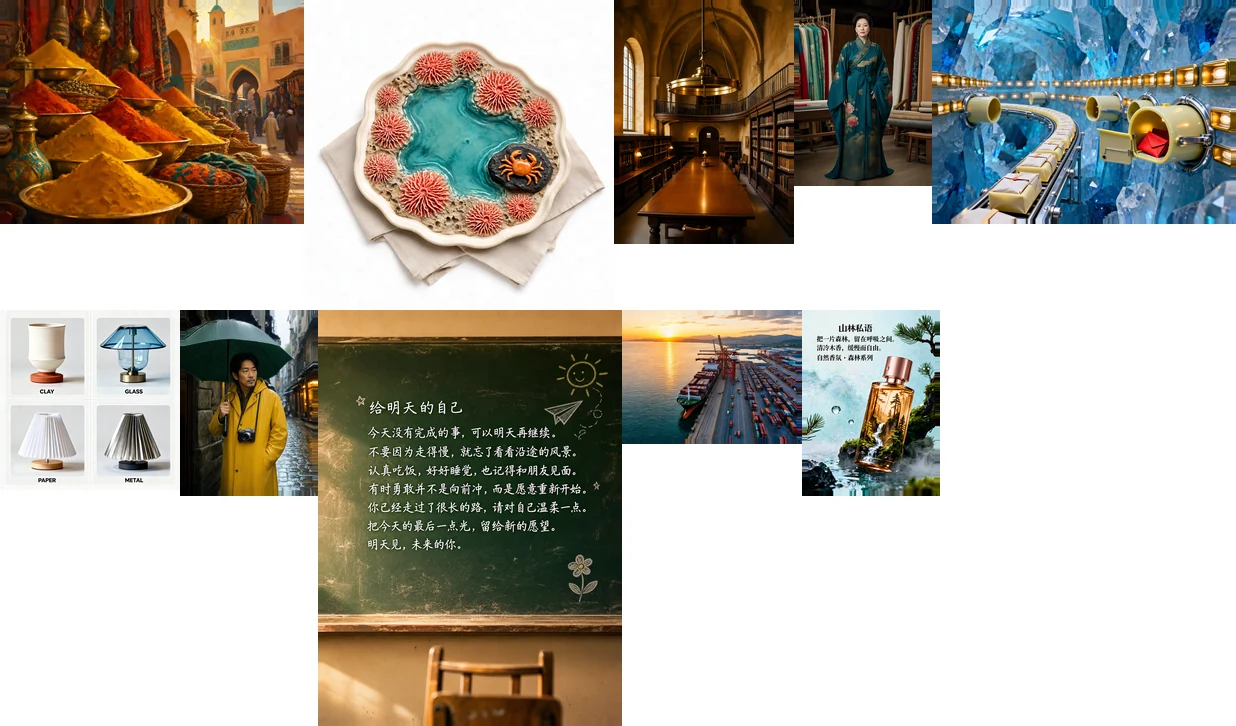 CLAY
GLASS
PAPER
METAL
给明天的自己
今天没有完成的事，可以明天再继续。
不要因为走得慢，就忘了看看沿途的风景。
认真吃饭，好好睡觉，也记得和朋友见面。
有时勇敢并不是向前冲，而是愿意重新开始。
你已经走过了很长的路，请对自己温柔一点。
把今天的最后一点光，留给新的愿望。
明天见，未来的你。
山林私语
把一片森林，留在呼吸之间。
清冷木香，缓慢而自由。
自然香氛·森林系列